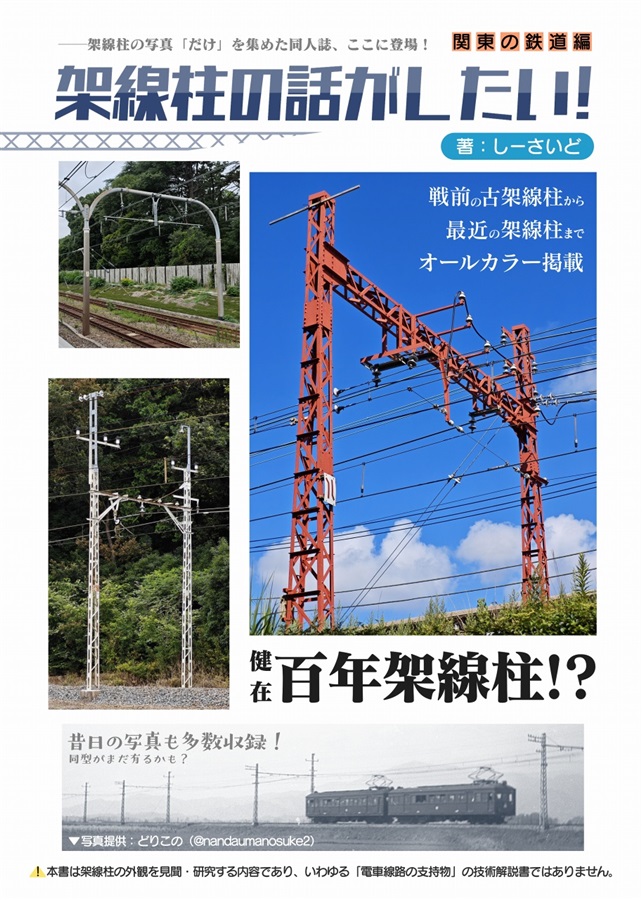 ――架線柱の写真「だけ」を集めた同人誌、ここに登場！
関東の鉄道編
架線柱の話がしたい!
著：しーさいど
戦前の古架線柱から
最近の架線柱まで
オールカラー掲載
健在 百年架線柱!?
昔日の写真も多数収録！
同型がまだ有るかも？
▼写真提供：どりこの（@nandaumanosuke2）
! 本書は架線柱の外観を見聞・研究する内容であり、いわゆる「電車線路の支持物」の技術解説書ではありません。